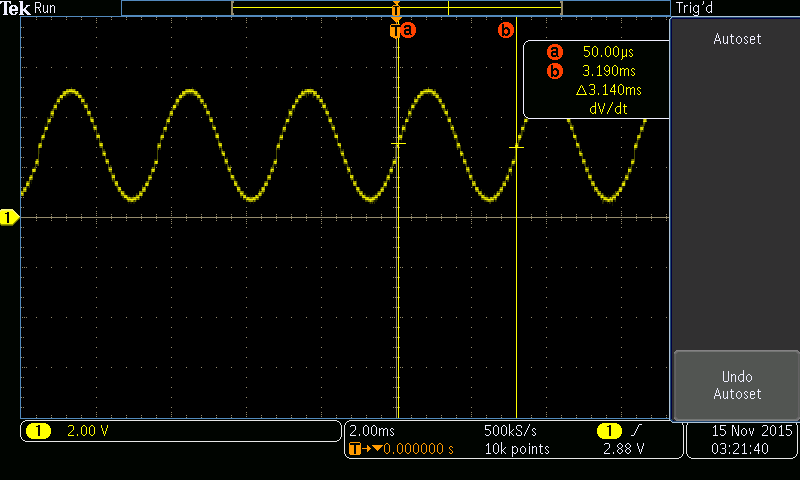 Tek Run Trig'd
T
T a b
a 50.00µs
b 3.190ms
Δ3.140ms
dV/dt
Autoset
1
Undo
Autoset
1 2.00 V
2.00ms 500kS/s 1 
T→▼0.000000 s 10k points 2.88 V
15 Nov 2015
03:21:40